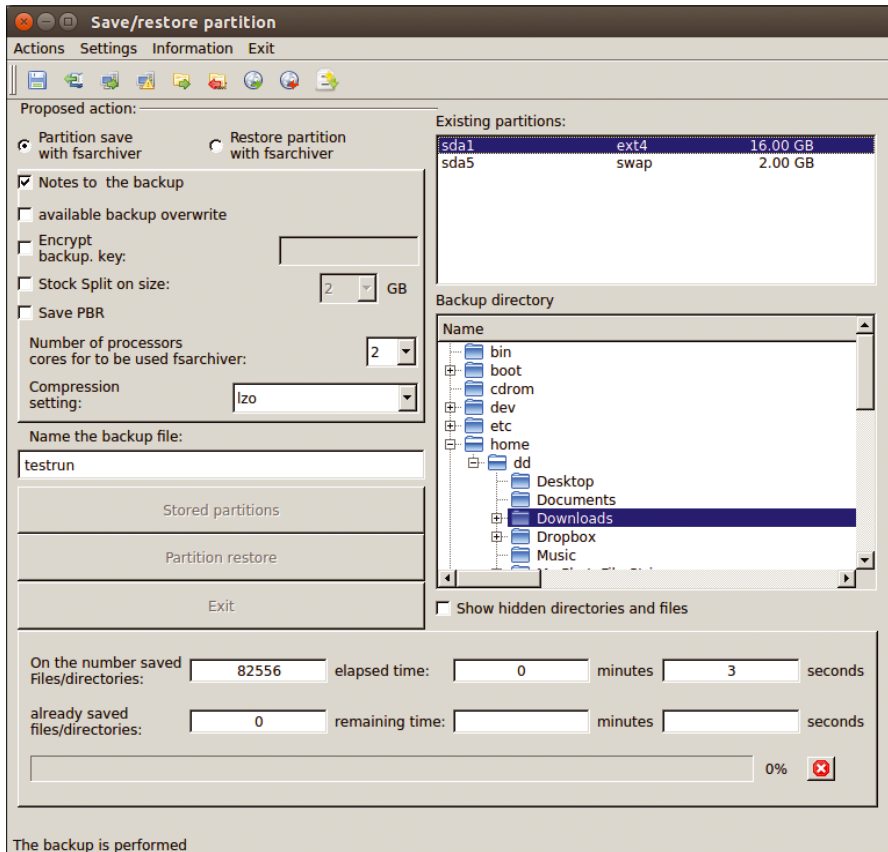 Save/restore partition
Actions Settings Information Exit
Proposed action:
Partition save
with fsarchiver
Restore partition
with fsarchiver
Notes to the backup
available backup overwrite
Encrypt
backup. key:
Stock Split on size:
2
GB
Save PBR
Number of processors
cores for to be used fsarchiver:
2
Compression
setting:
lzo
Name the backup file:
testrun
Stored partitions
Partition restore
Exit
Existing partitions:
sda1 ext4 16.00 GB
sda5 swap 2.00 GB
Backup directory
Name
bin
boot
cdrom
dev
etc
home
dd
Desktop
Documents
Downloads
Dropbox
Music
Show hidden directories and files
On the number saved
Files/directories:
82556
elapsed time:
0
minutes
3
seconds
already saved
files/directories:
0
remaining time:
minutes
seconds
0%
The backup is performed